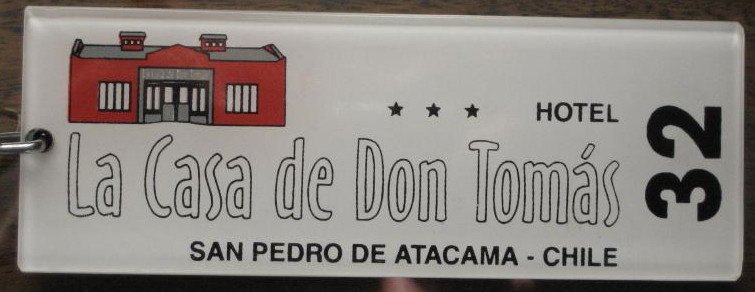 ★ ★ ★ HOTEL
La Casa de Don Tomás
SAN PEDRO DE ATACAMA - CHILE
32